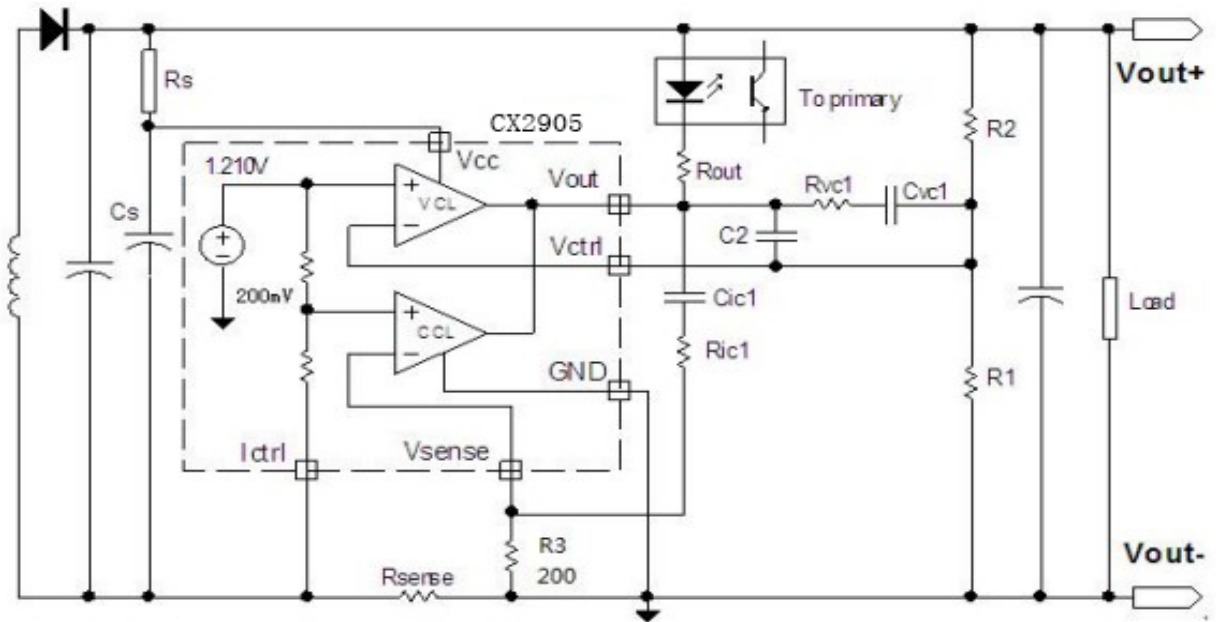 Vout+
Rs
CX2905
To primary
R2
1.210V
Vcc
VCL
Vout
Rout
Rvc1
Cvc1
Cs
C2
Vctrl
200mV
CCL
Cic1
Load
Ric1
GND
R1
Ictrl
Vsense
R3
200
Rsense
Vout-